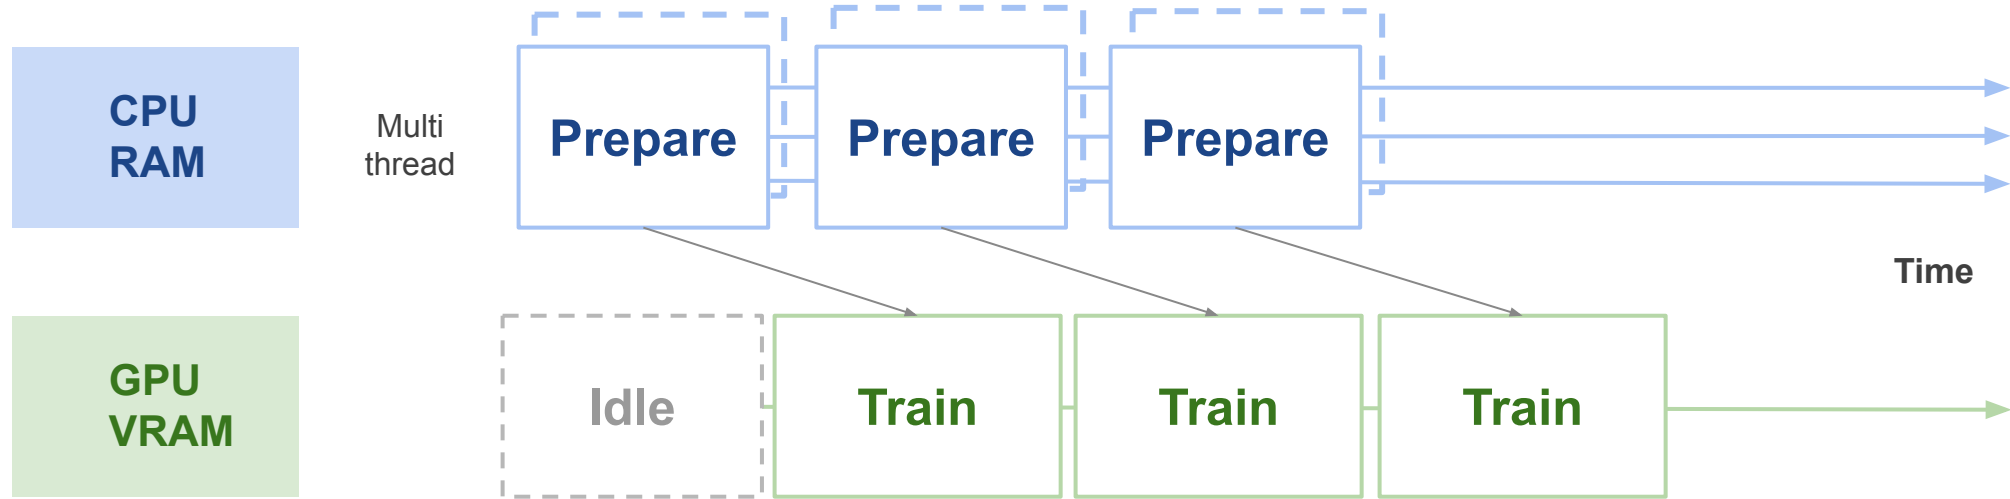 CPU
RAM
Multi
thread
Prepare
Prepare
Prepare
Time
GPU
VRAM
Idle
Train
Train
Train